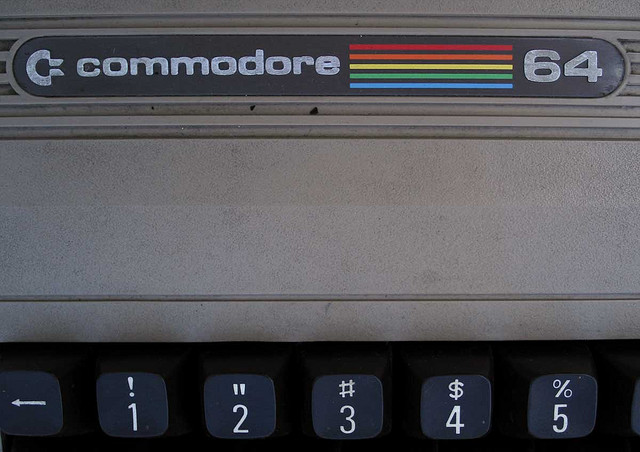 commodore 64
← ! 1 " 2 # 3 $ 4 % 5